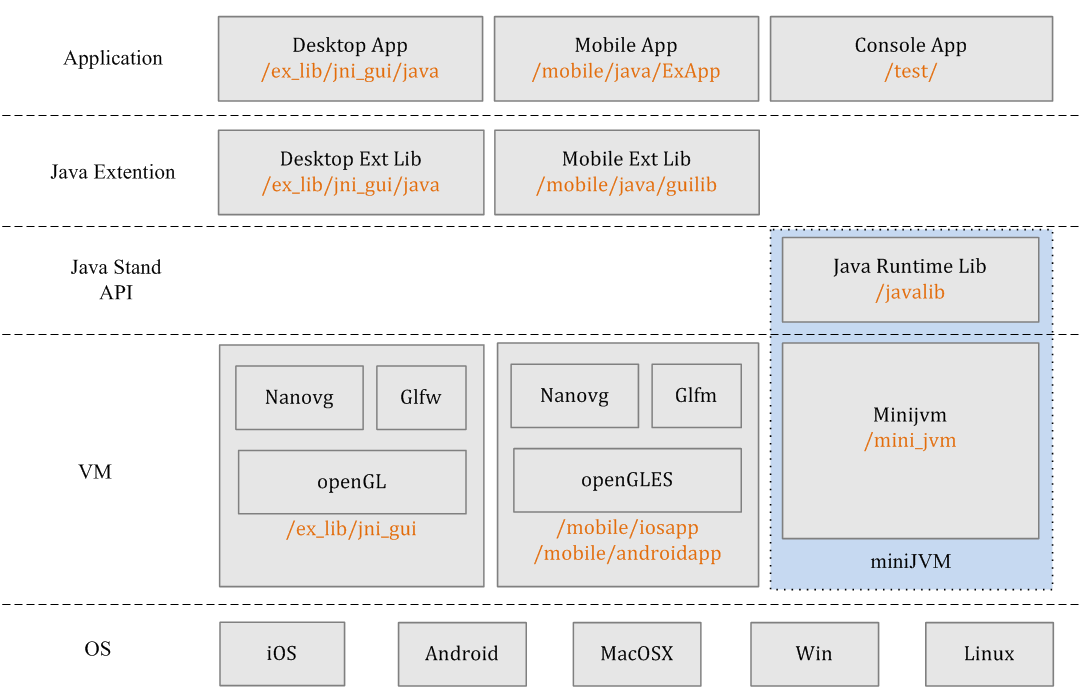 Application
Desktop App
/ex_lib/jni_gui/java
Mobile App
/mobile/java/ExApp
Console App
/test/
Java Extention
Desktop Ext Lib
/ex_lib/jni_gui/java
Mobile Ext Lib
/mobile/java/guilib
Java Stand
API
Java Runtime Lib
/javalib
VM
Nanovg
Glfw
openGL
/ex_lib/jni_gui
Nanovg
Glfm
openGLES
/mobile/iosapp
/mobile/androidapp
Minijvm
/mini_jvm
miniJVM
OS
iOS
Android
MacOSX
Win
Linux